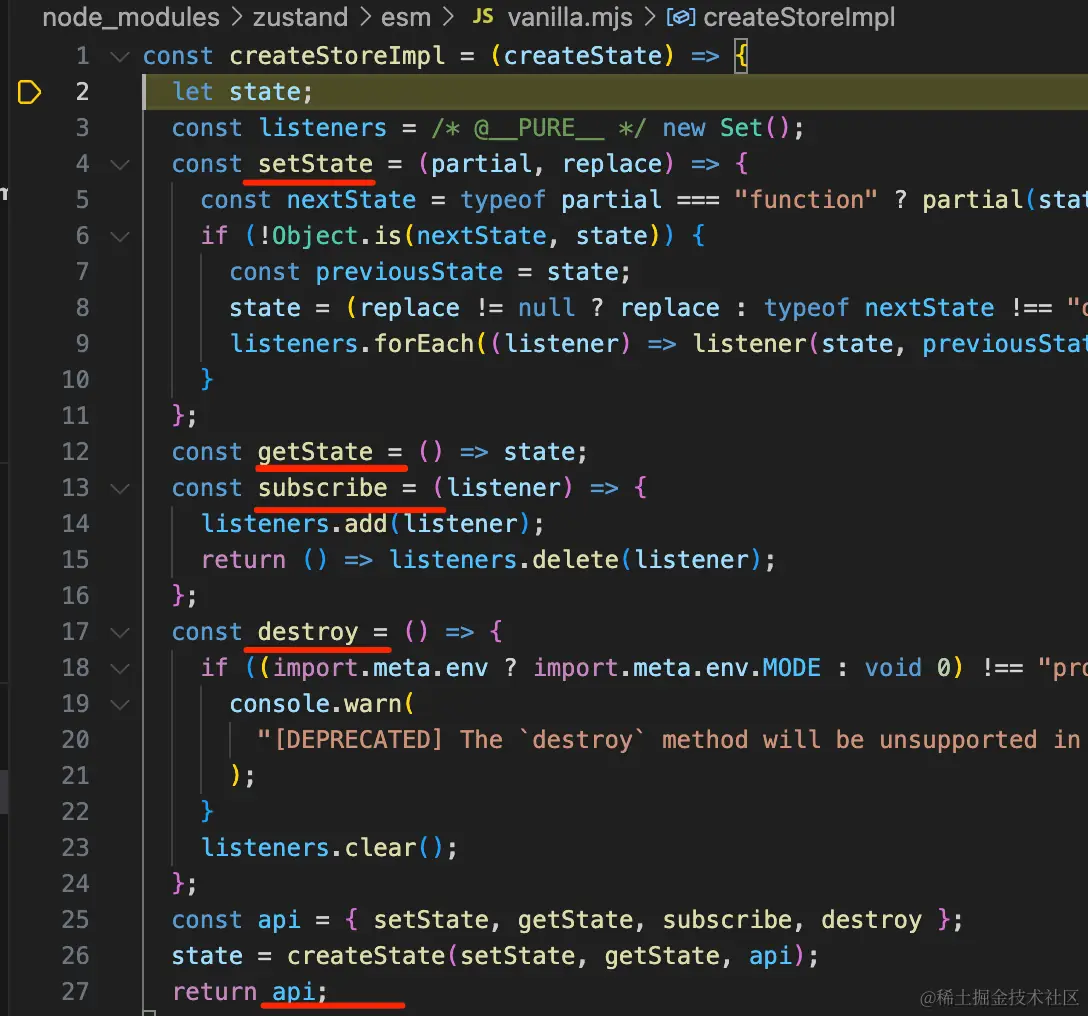 node_modules > zustand > esm > JS vanilla.mjs > createStoreImpl
1 const createStoreImpl = (createState) => {
2 let state;
3 const listeners = /* @__PURE__ */ new Set();
4 const setState = (partial, replace) => {
5 const nextState = typeof partial === "function" ? partial(stat
6 if (!Object.is(nextState, state)) {
7 const previousState = state;
8 state = (replace != null ? replace : typeof nextState !== "
9 listeners.forEach((listener) => listener(state, previousStat
10 }
11 };
12 const getState = () => state;
13 const subscribe = (listener) => {
14 listeners.add(listener);
15 return () => listeners.delete(listener);
16 };
17 const destroy = () => {
18 if ((import.meta.env ? import.meta.env.MODE : void 0) !== "pro
19 console.warn(
20 "[DEPRECATED] The `destroy` method will be unsupported in
21 );
22 }
23 listeners.clear();
24 };
25 const api = { setState, getState, subscribe, destroy };
26 state = createState(setState, getState, api);
27 return api;
@稀土掘金技术社区